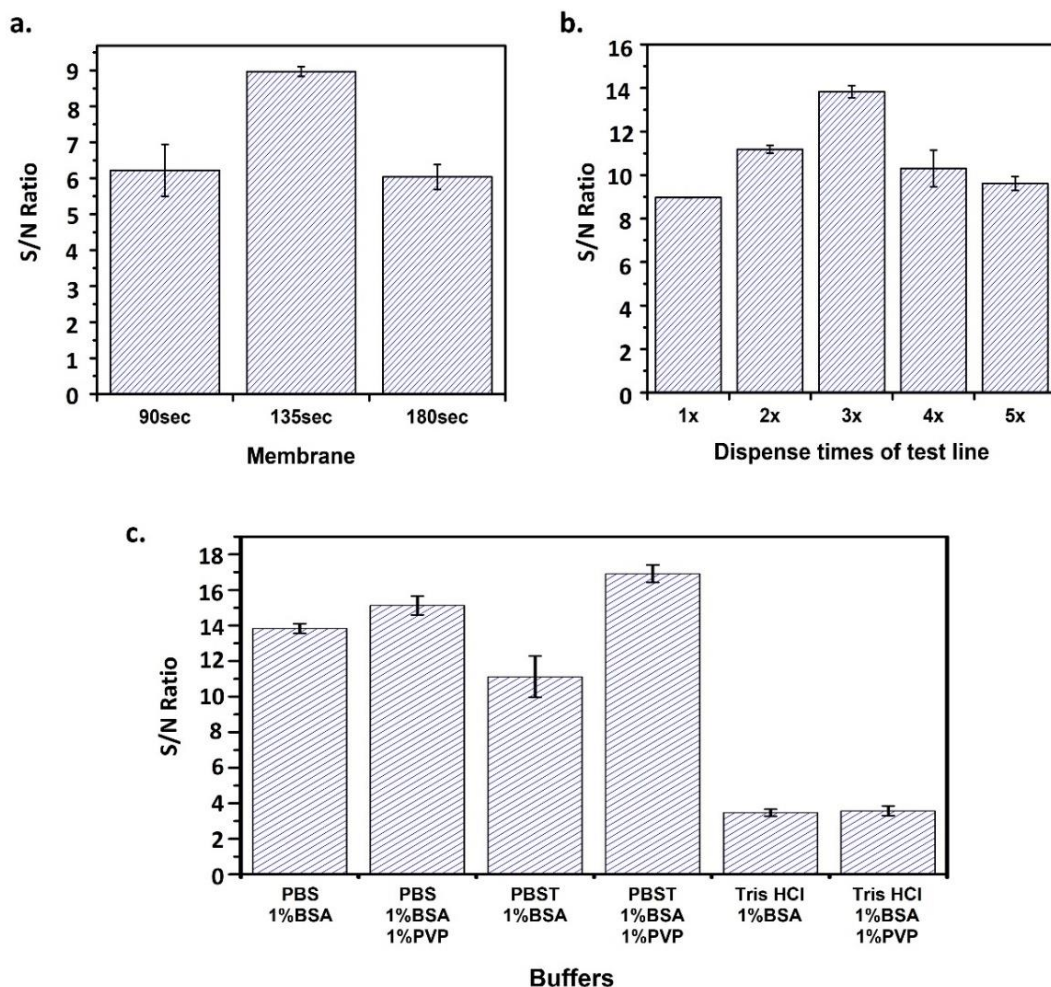 a.
S/N Ratio
9
8
7
6
5
4
3
2
1
0
90sec 135sec 180sec
Membrane
b.
S/N Ratio
16
14
12
10
8
6
4
2
0
1x 2x 3x 4x 5x
Dispense times of test line
c.
S/N Ratio
18
16
14
12
10
8
6
4
2
0
PBS
1%BSA
PBS
1%BSA
1%PVP
PBST
1%BSA
PBST
1%BSA
1%PVP
Tris HCl
1%BSA
Tris HCl
1%BSA
1%PVP
Buffers